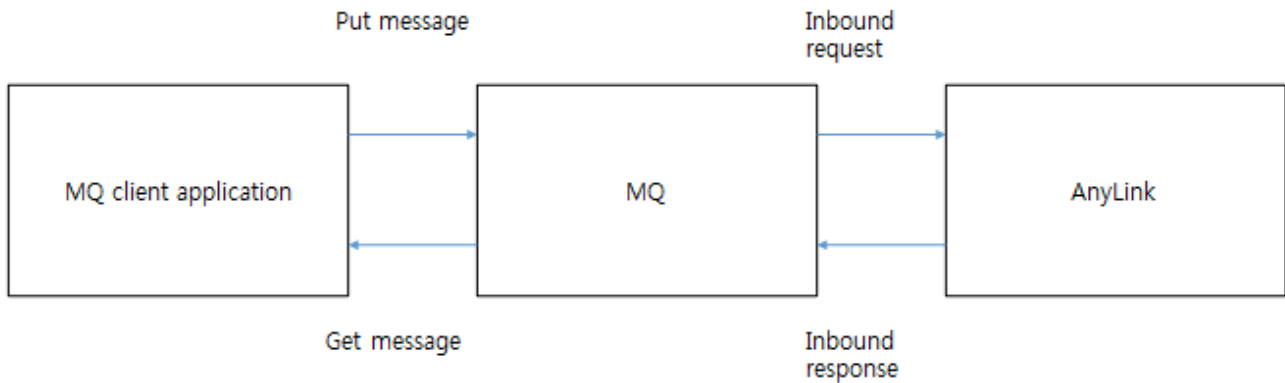 Put message
Inbound
request
MQ client application
MQ
AnyLink
Get message
Inbound
response